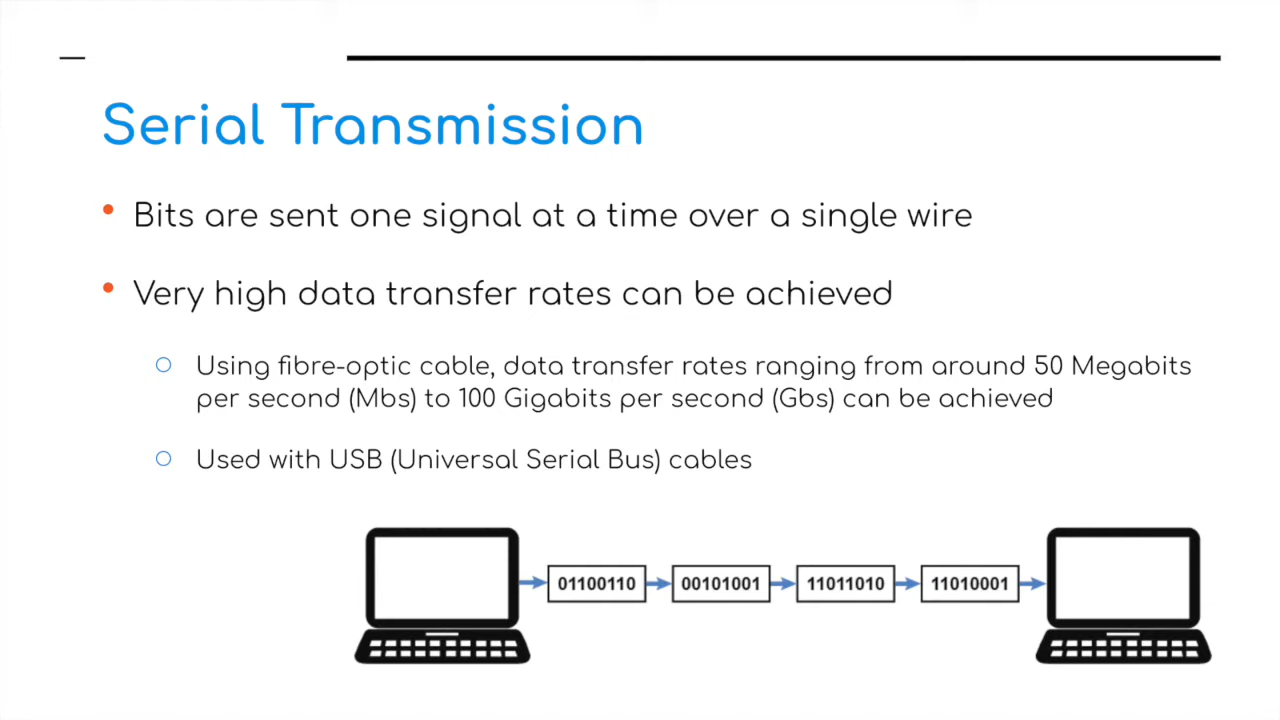 Serial Transmission
• Bits are sent one signal at a time over a single wire
• Very high data transfer rates can be achieved
○ Using fibre-optic cable, data transfer rates ranging from around 50 Megabits
per second (Mbs) to 100 Gigabits per second (Gbs) can be achieved
○ Used with USB (Universal Serial Bus) cables
01100110 00101001 11011010 11010001